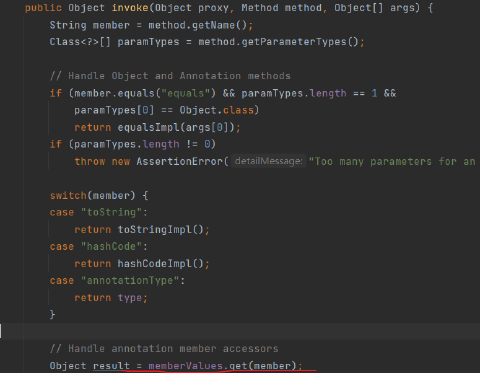 public Object invoke(Object proxy, Method method, Object[] args) {
String member = method.getName();
Class<?>[] paramTypes = method.getParameterTypes();
// Handle Object and Annotation methods
if (member.equals("equals") && paramTypes.length == 1 &&
paramTypes[0] == Object.class)
return equalsImpl(args[0]);
if (paramTypes.length != 0)
throw new AssertionError( detailMessage: "Too many parameters for an
switch(member) {
case "toString":
return toStringImpl();
case "hashCode":
return hashCodeImpl();
case "annotationType":
return type;
}
// Handle annotation member accessors
Object result = memberValues.get(member);